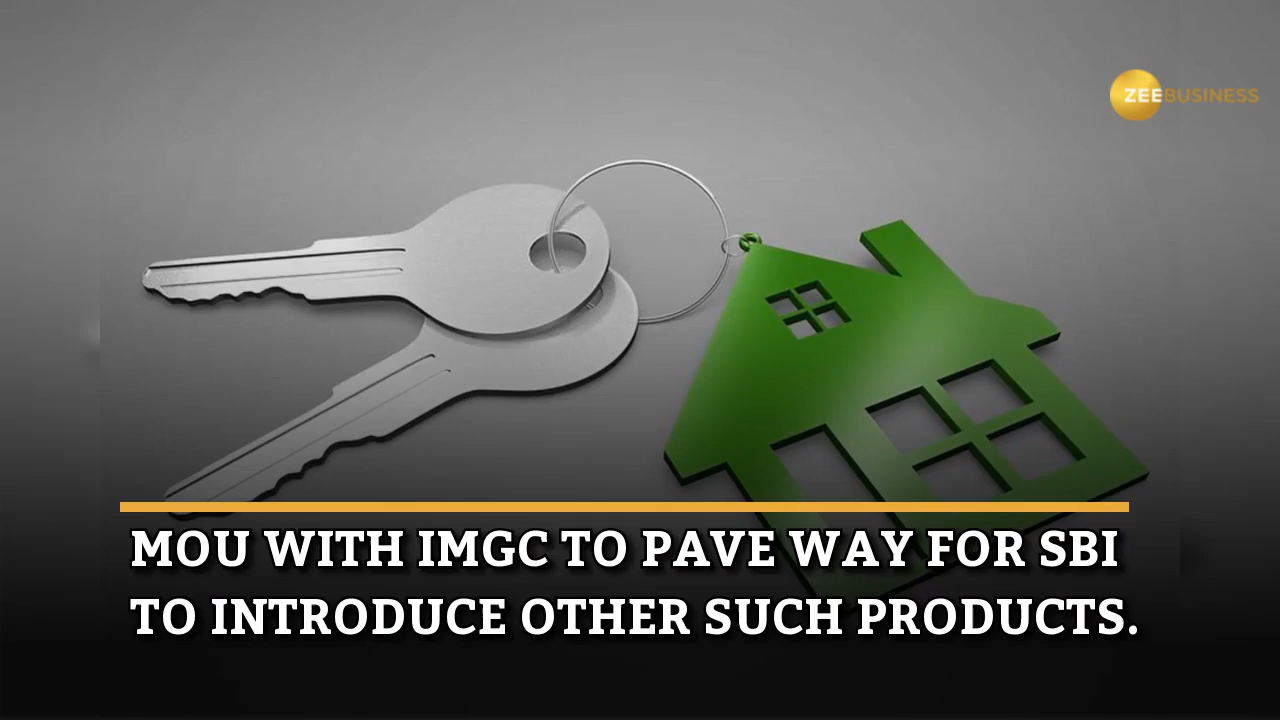 ZEEBUSINESS
MOU WITH IMGC TO PAVE WAY FOR SBI
TO INTRODUCE OTHER SUCH PRODUCTS.